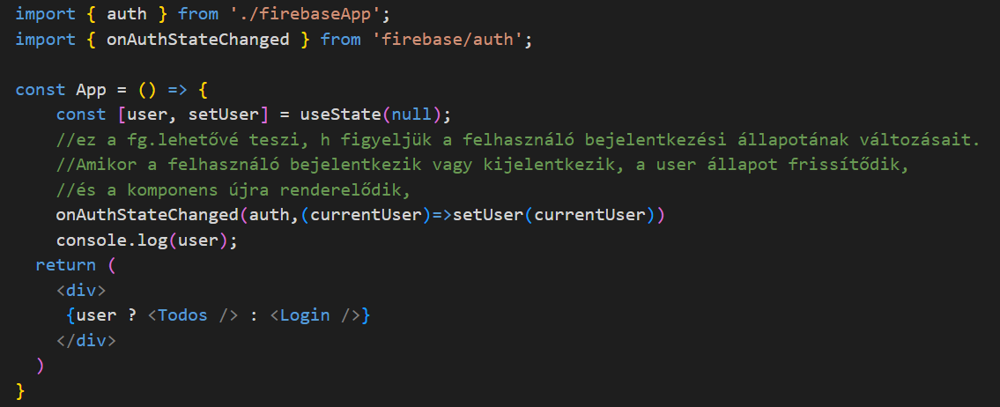 import { auth } from './firebaseApp';
import { onAuthStateChanged } from 'firebase/auth';
const App = () => {
const [user, setUser] = useState(null);
//ez a fg.lehetővé teszi, h figyeljük a felhasználó bejelentkezési állapotának változásait.
//Amikor a felhasználó bejelentkezik vagy kijelentkezik, a user állapot frissítődik,
//és a komponens újra renderelődik,
onAuthStateChanged(auth,(currentUser)=>setUser(currentUser))
console.log(user);
return (
<div>
{user ? <Todos /> : <Login />}
</div>
)
}